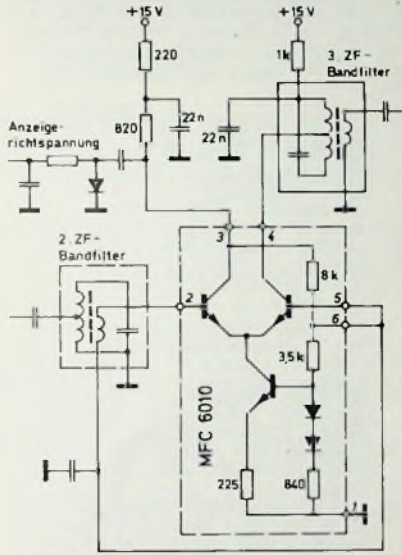 +15 V
+15 V
220
1k
3. ZF-
Bandfilter
820
22n
22n
Anzeige-
richtspannung
2. ZF-
Bandfilter
3
4
8k
2
5
6
3,5k
MFC 6010
225
840
1